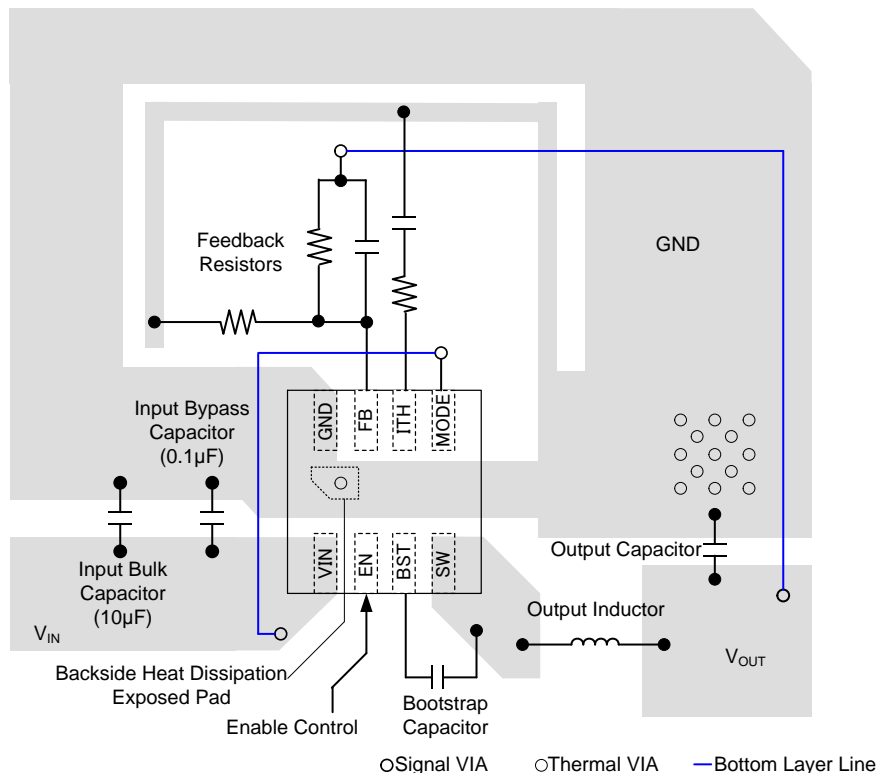 Feedback
Resistors
GND
Input Bypass
Capacitor
(0.1µF)
GND
FB
ITH
MODE
VIN
EN
BST
SW
Input Bulk
Capacitor
(10µF)
VIN
Output Capacitor
Output Inductor
VOUT
Backside Heat Dissipation
Exposed Pad
Enable Control
Bootstrap
Capacitor
Signal VIA
Thermal VIA
Bottom Layer Line